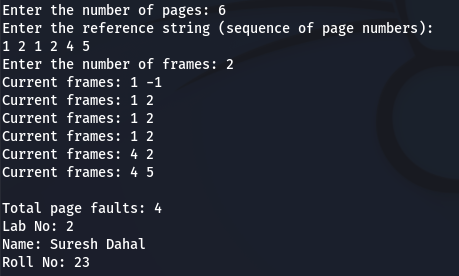 Enter the number of pages: 6
Enter the reference string (sequence of page numbers):
1 2 1 2 4 5
Enter the number of frames: 2
Current frames: 1 -1
Current frames: 1 2
Current frames: 1 2
Current frames: 1 2
Current frames: 4 2
Current frames: 4 5

Total page faults: 4
Lab No: 2
Name: Suresh Dahal
Roll No: 23